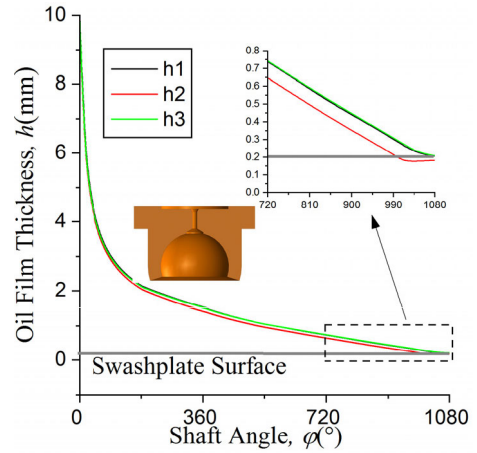 10
8
6
4
2
0
Oil Film Thickness, h(mm)
h1
h2
h3
0.8
0.7
0.6
0.5
0.4
0.3
0.2
0.1
0.0
720 810 900 990 1080
Swashplate Surface
0 360 720 1080
Shaft Angle, φ(°)